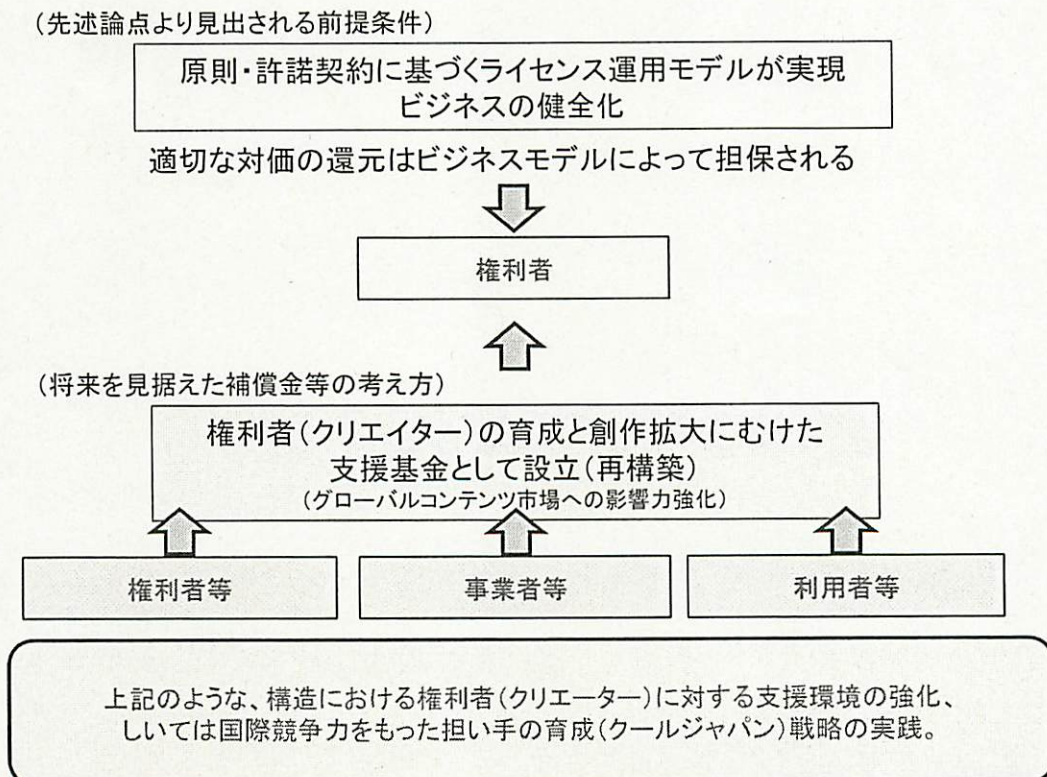 (先述論点より見出される前提条件)
原則・許諾契約に基づくライセンス運用モデルが実現
ビジネスの健全化
適切な対価の還元はビジネスモデルによって担保される
権利者
(将来を見据えた補償金等の考え方)
権利者(クリエイター)の育成と創作拡大にむけた
支援基金として設立(再構築)
(グローバルコンテンツ市場への影響力強化)
権利者等
事業者等
利用者等
上記のような、構造における権利者(クリエーター)に対する支援環境の強化、
しいては国際競争力をもった担い手の育成(クールジャパン)戦略の実践。